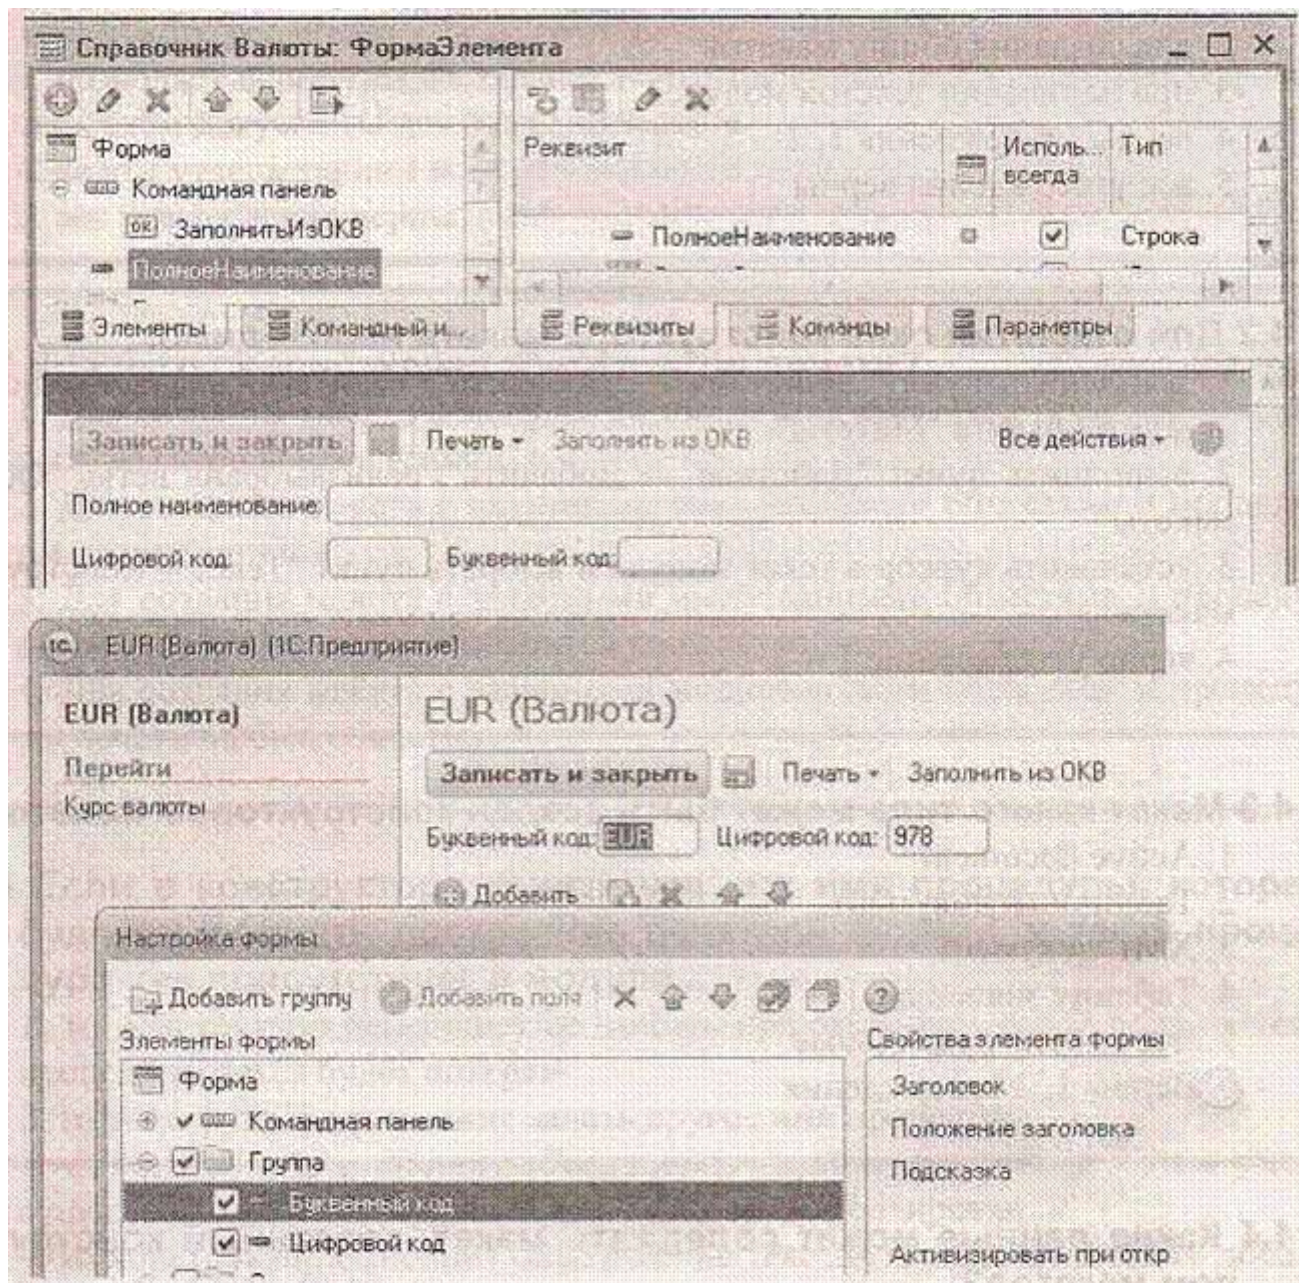 Справочник Валюты: ФормаЭлемента
Форма
Командная панель
ЗаполнитьИзОКВ
ПолноеНаименование
Элементы
Командный и...
Реквизит
Исполь... всегда
Тип
ПолноеНаименование
Строка
Реквизиты
Команды
Параметры
Записать и закрыть
Печать
Заполнить из ОКВ
Все действия
Полное наименование:
Цифровой код:
Буквенный код:
1С
EUR (Валюта) (1С:Предприятие)
EUR (Валюта)
Перейти
Курс валюты
EUR (Валюта)
Записать и закрыть
Печать
Заполнить из ОКВ
Буквенный код: EUR
Цифровой код: 978
Добавить
Настройка формы
Добавить группу
Добавить поля
Элементы формы
Форма
Командная панель
Группа
Буквенный код
Цифровой код
Свойства элемента формы
Заголовок
Положение заголовка
Подсказка
Активизировать при откр